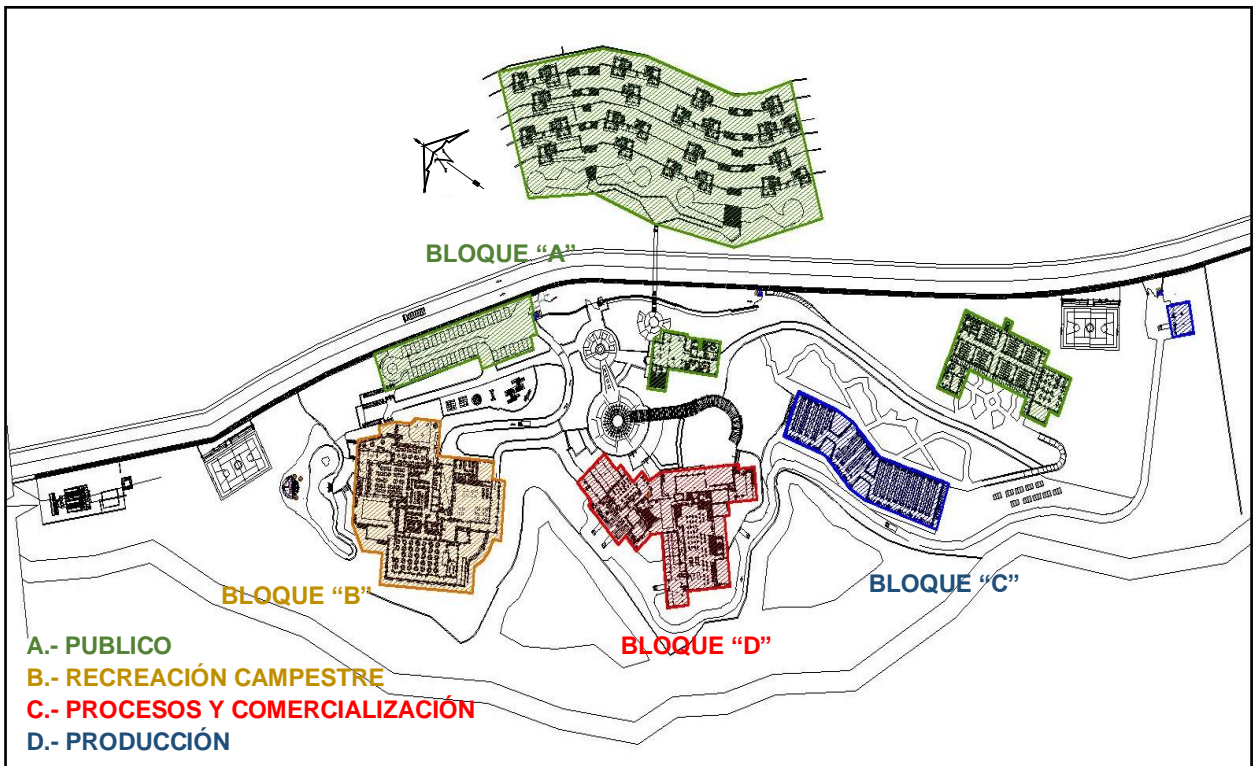 BLOQUE “A”
BLOQUE “B”
BLOQUE “C”
BLOQUE “D”
A.- PUBLICO
B.- RECREACIÓN CAMPESTRE
C.- PROCESOS Y COMERCIALIZACIÓN
D.- PRODUCCIÓN